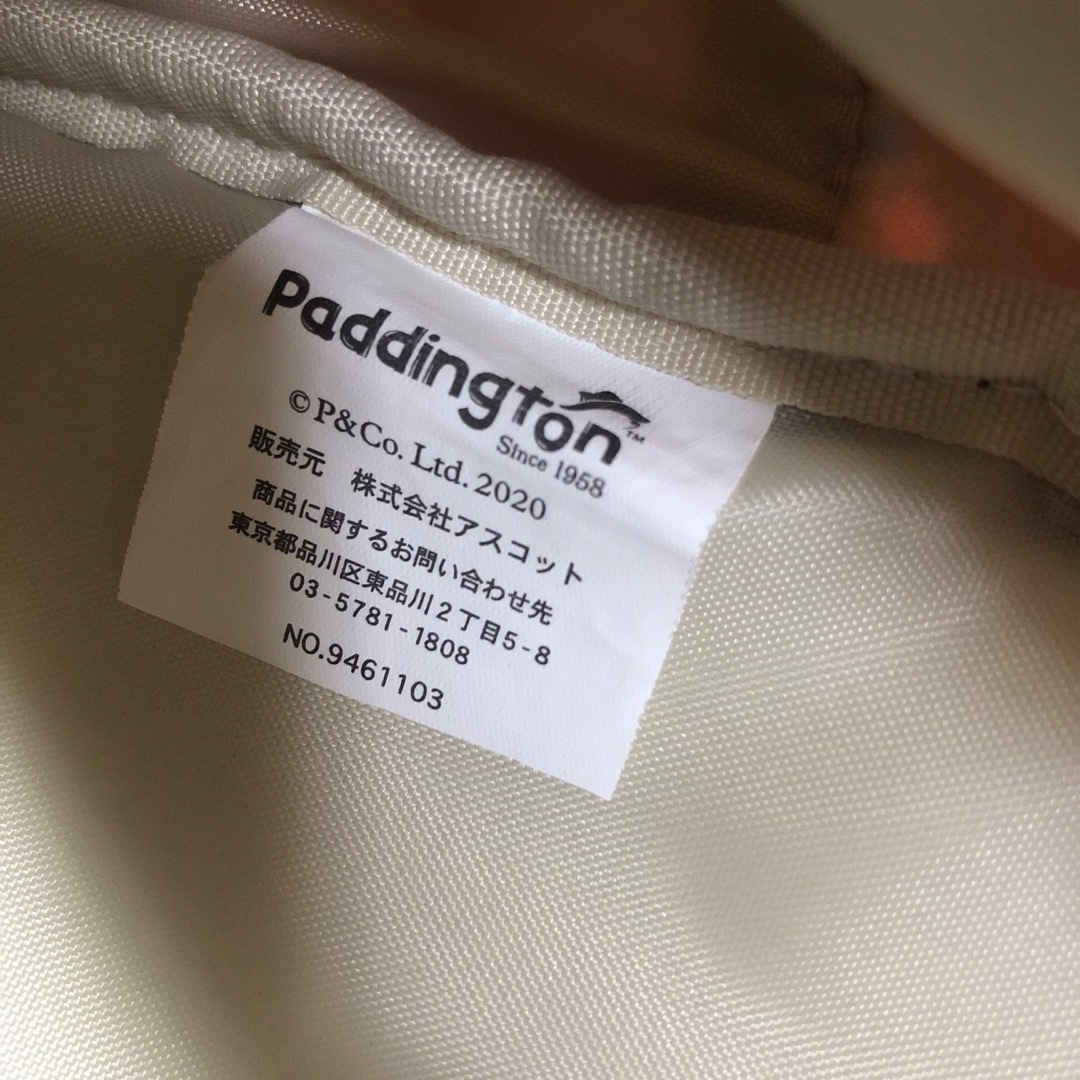 Paddington™
Since 1958
© P&Co. Ltd. 2020
販売元 株式会社アスコット
商品に関するお問い合わせ先
東京都品川区東品川2丁目5-8
03-5781-1808
NO.9461103